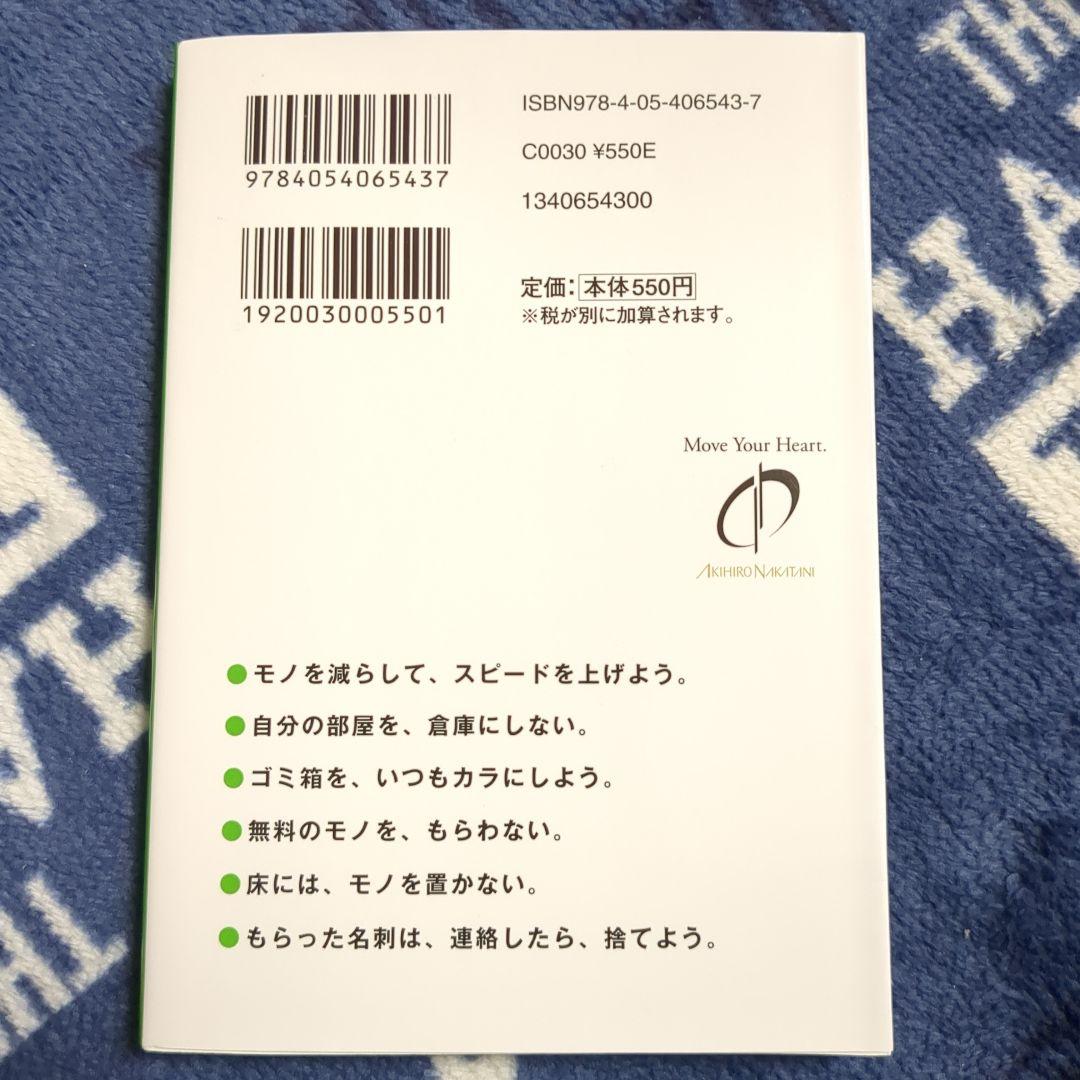 9784054065437
1920030005501
ISBN978-4-05-406543-7
C0030 ¥550E
1340654300
定価：本体550円
※税が別に加算されます。
Move Your Heart.
AKIHIRO NAKATANI
●モノを減らして、スピードを上げよう。
●自分の部屋を、倉庫にしない。
●ゴミ箱を、いつもカラにしよう。
●無料のモノを、もらわない。
●床には、モノを置かない。
●もらった名刺は、連絡したら、捨てよう。